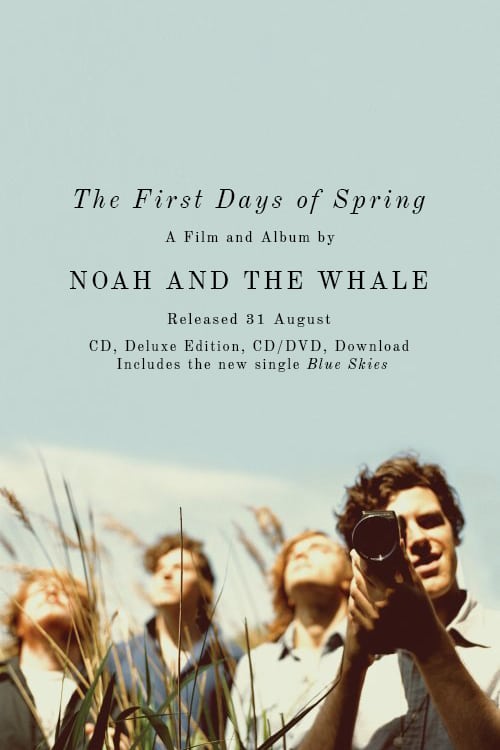 The First Days of Spring
A Film and Album by
NOAH AND THE WHALE
Released 31 August
CD, Deluxe Edition, CD/DVD, Download
Includes the new single Blue Skies